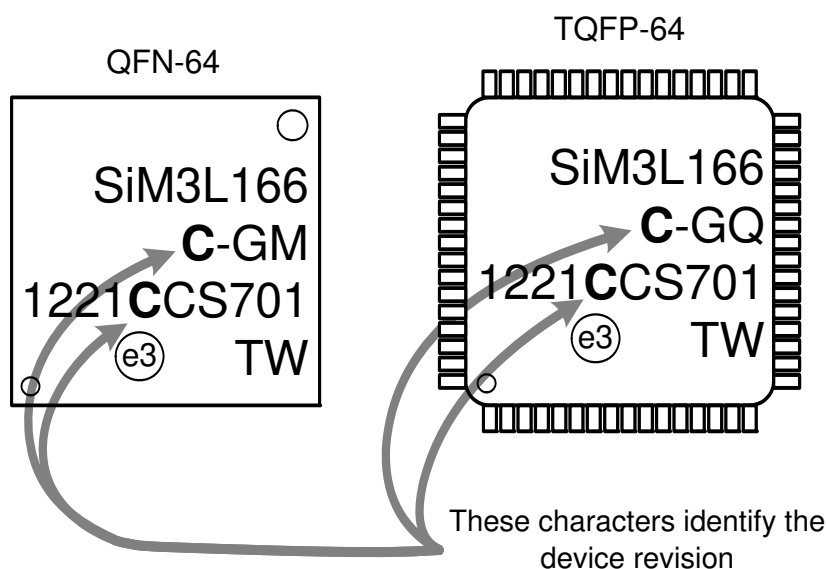 QFN-64
SiM3L166
C-GM
1221CCS701
e3
TW
TQFP-64
SiM3L166
C-GQ
1221CCS701
e3
TW
These characters identify the
device revision